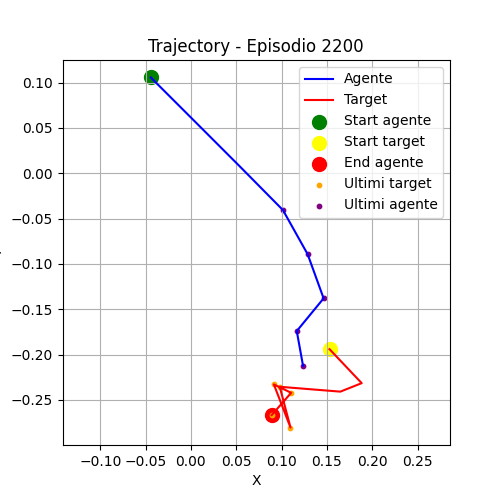 Trajectory - Episodio 2200
Agente
Target
Start agente
Start target
End agente
Ultimi target
Ultimi agente
0.10
0.05
0.00
−0.05
−0.10
−0.15
−0.20
−0.25
−0.10 −0.05 0.00 0.05 0.10 0.15 0.20 0.25
X